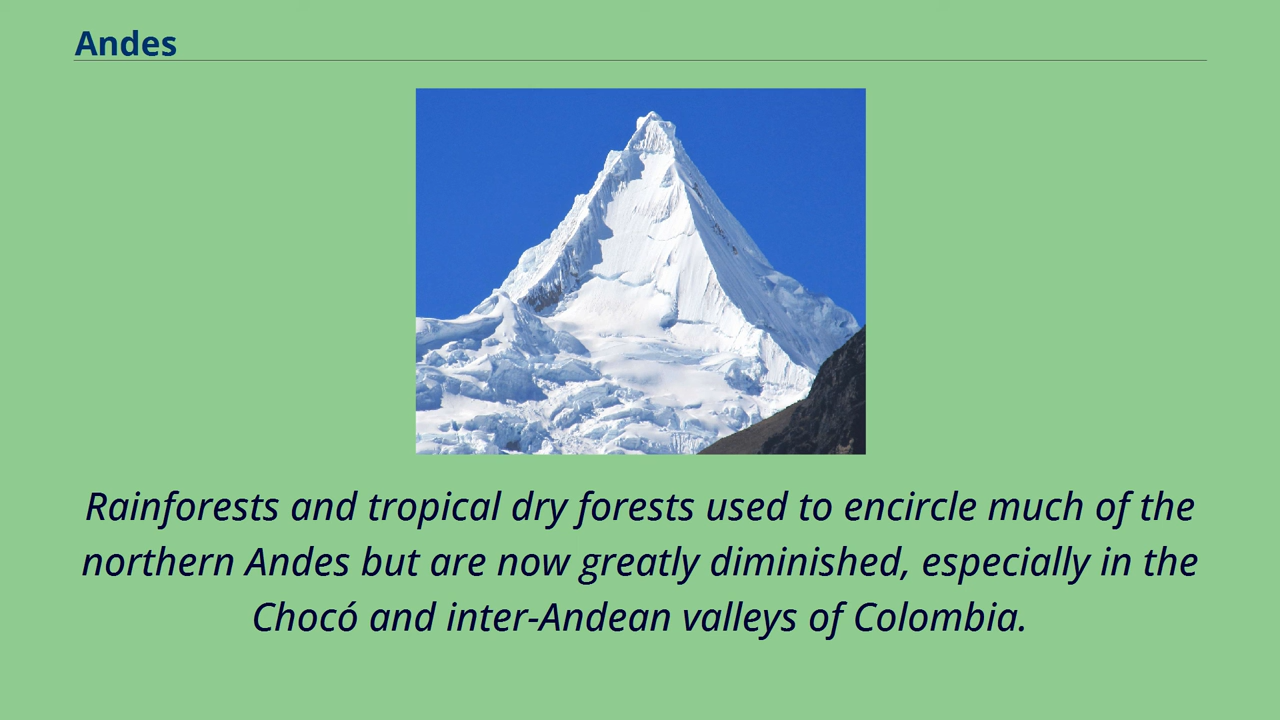 Andes
Rainforests and tropical dry forests used to encircle much of the
northern Andes but are now greatly diminished, especially in the
Chocó and inter-Andean valleys of Colombia.